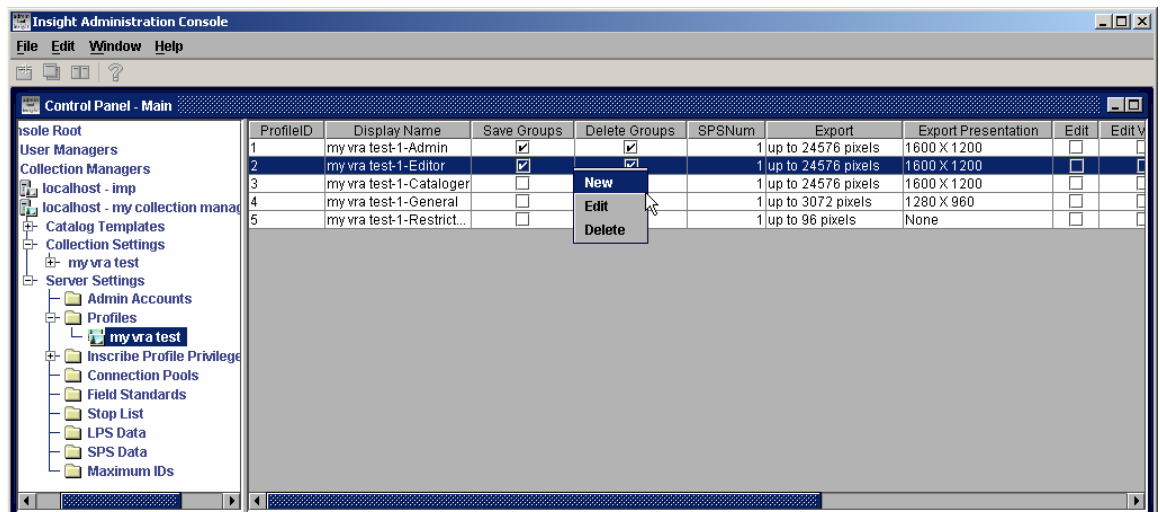 Insight Administration Console
File Edit Window Help
Control Panel - Main
nsole Root
User Managers
Collection Managers
localhost - imp
localhost - my collection manag
Catalog Templates
Collection Settings
my vra test
Server Settings
Admin Accounts
Profiles
my vra test
Inscribe Profile Privilege
Connection Pools
Field Standards
Stop List
LPS Data
SPS Data
Maximum IDs
ProfileID Display Name Save Groups Delete Groups SPSNum Export Export Presentation Edit Edit V
1 my vra test-1-Admin 1 up to 24576 pixels 1600 X 1200
2 my vra test-1-Editor 1 up to 24576 pixels 1600 X 1200
3 my vra test-1-Cataloger 1 up to 24576 pixels 1600 X 1200
4 my vra test-1-General 1 up to 3072 pixels 1280 X 960
5 my vra test-1-Restrict... 1 up to 96 pixels None
New
Edit
Delete